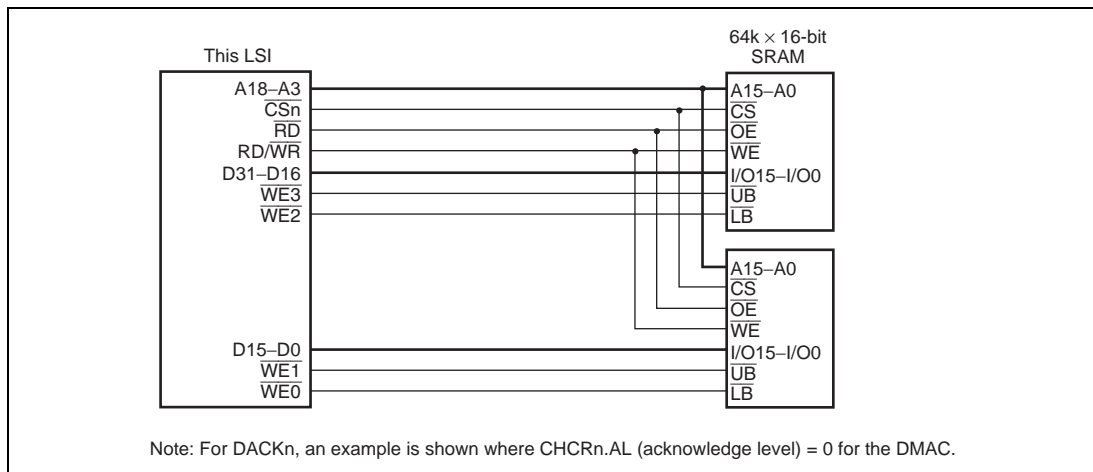 This LSI
A18–A3
CSn
RD
RD/WR
D31–D16
WE3
WE2
D15–D0
WE1
WE0
64k × 16-bit
SRAM
A15–A0
CS
OE
WE
I/O15–I/O0
UB
LB
A15–A0
CS
OE
WE
I/O15–I/O0
UB
LB
Note: For DACKn, an example is shown where CHCRn.AL (acknowledge level) = 0 for the DMAC.